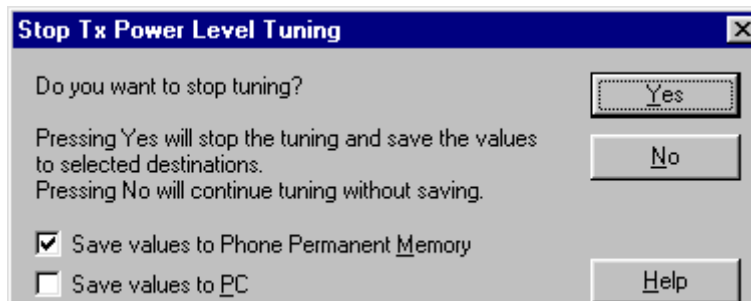 Stop Tx Power Level Tuning
Do you want to stop tuning?
Yes
Pressing Yes will stop the tuning and save the values
to selected destinations.
Pressing No will continue tuning without saving.
No
Save values to Phone Permanent Memory
Save values to PC
Help